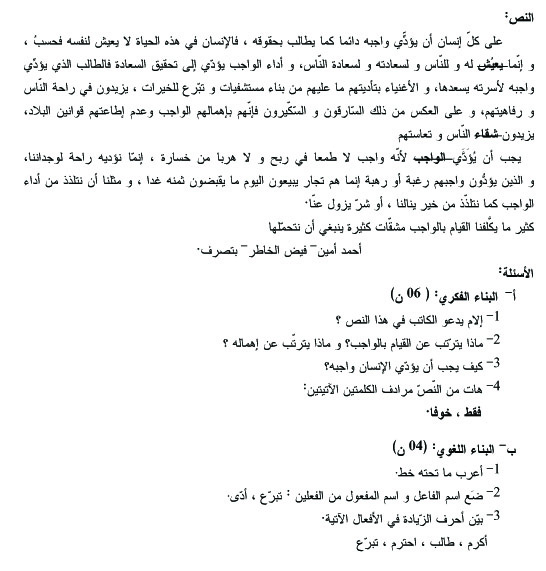 النص:
على كلّ إنسان أن يؤدّي واجبه دائما كما يطالب بحقوقه ، فالإنسان في هذه الحياة لا يعيش لنفسه فحسبُ ،
و إنّما يعيْش له و للنّاس و لسعادته و لسعادة النّاس، و أداء الواجب يؤدّي إلى تحقيق السعادة فالطالب الذي يؤدّي
واجبه لأسرته يسعدها، و الأغنياء بتأديتهم ما عليهم من بناء مستشفيات و تبّرع للخيرات ، يزيدون في راحة النّاس
و رفاهيتهم، و على العكس من ذلك السّارقون و السّكّيرون فإنّهم بإهمالهم الواجب وعدم إطاعتهم قوانين البلاد،
يزيدون شقاء النّاس و تعاستهم
يجب أن يُؤَدَّي الواجب لأنّه واجب لا طمعا في ربح و لا هربا من خسارة ، إنمّا نؤديه راحة لوجداننا،
و الذين يؤدُّون واجبهم رغبة أو رهبة إنما هم تجار يبيعون اليوم ما يقبضون ثمنه غدا ، و مثلنا أن نتلذذ من أداء
الواجب كما نتلذّذ من خير ينالنا ، أو شرّ يزول عنّا.
كثير ما يكّلفنا القيام بالواجب مشقّات كثيرة ينبغي أن نتحمّلها
أحمد أمين– فيض الخاطر– بتصرف.
الأسئلة:
أ– البناء الفكري: ( 06 ن)
1– إلام يدعو الكاتب في هذا النص ؟
2– ماذا يترّتب عن القيام بالواجب؟ و ماذا يترتّب عن إهماله ؟
3– كيف يجب أن يؤدّي الإنسان واجبه؟
4– هات من النّصّ مرادف الكلمتين الآتيتين:
فقط ، خوفا.
ب– البناء اللغوي: (04 ن)
1– أعرب ما تحته خط.
2– ضَع اسم الفاعل و اسم المفعول من الفعلين : تبرّع ، أدّى.
3– بيّن أحرف الزّيادة في الأفعال الآتية.
أكرم ، طالب ، احترم ، تبرّع